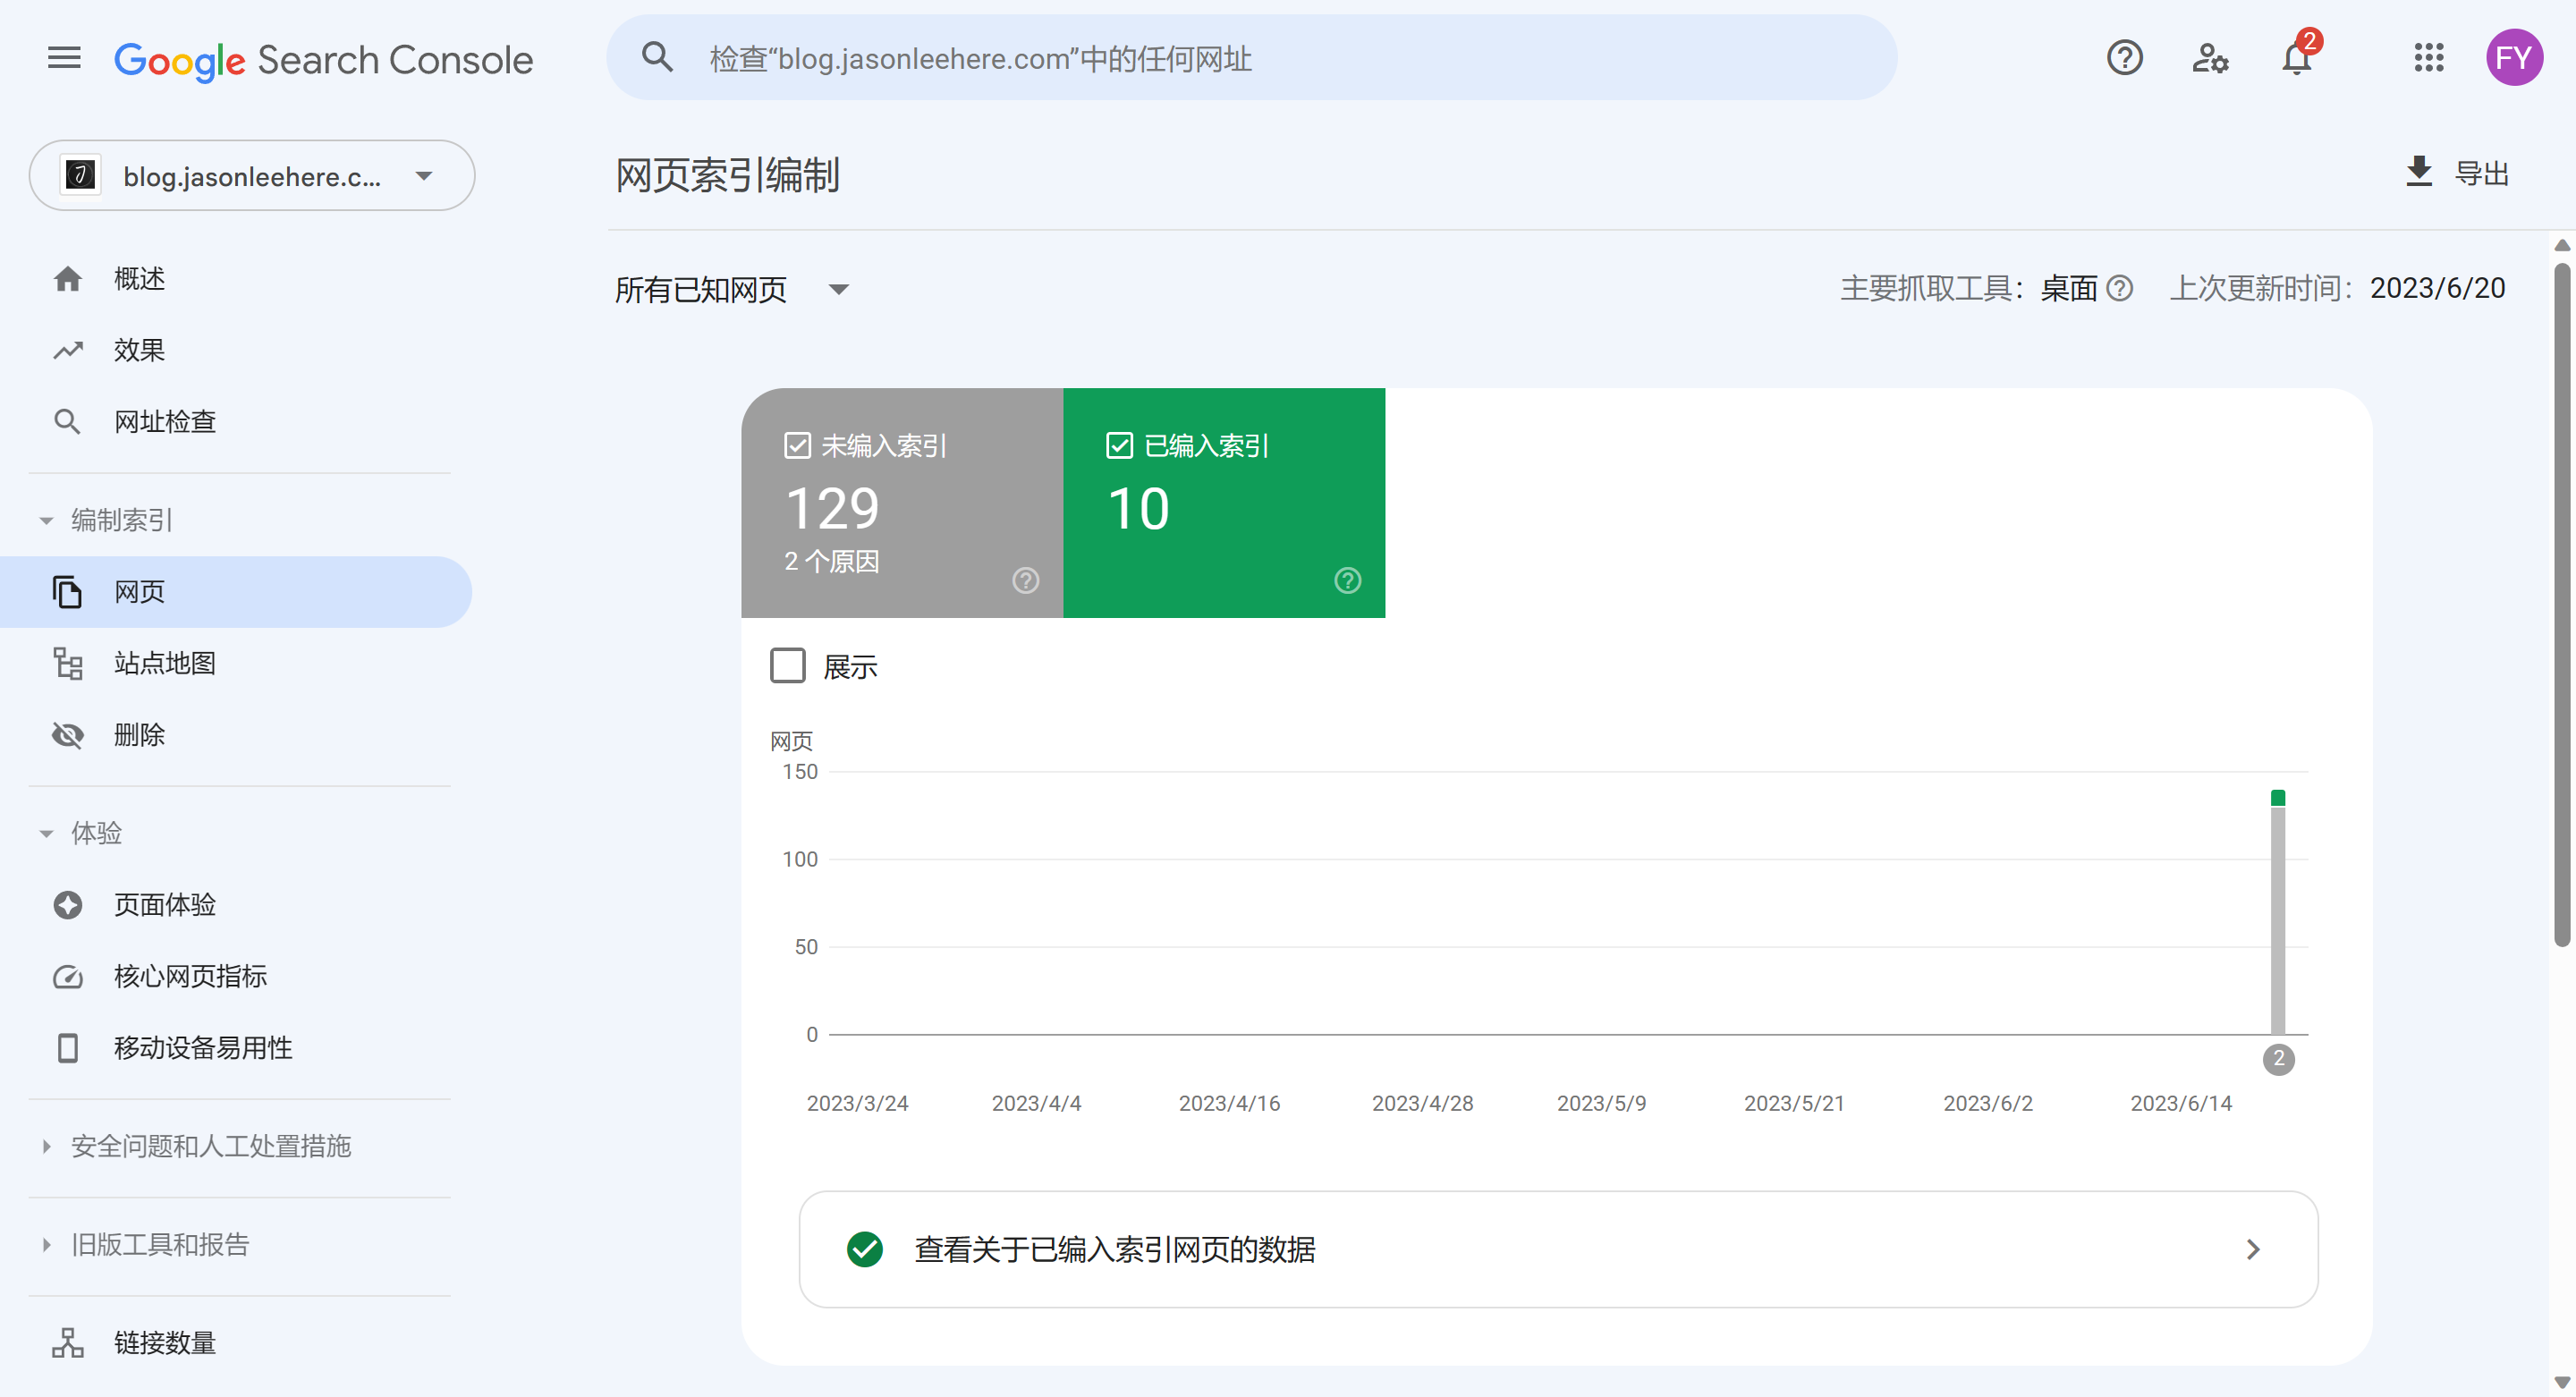 Google Search Console
检查“blog.jasonleehere.com”中的任何网址
2
FY
blog.jasonleehere.c...
网页索引编制
导出
概述
效果
网址检查
编制索引
网页
站点地图
删除
体验
页面体验
核心网页指标
移动设备易用性
安全问题和人工处置措施
旧版工具和报告
链接数量
所有已知网页
主要抓取工具：桌面
上次更新时间：2023/6/20
未编入索引
129
2 个原因
已编入索引
10
展示
网页
150
100
50
0
2
2023/3/24 2023/4/4 2023/4/16 2023/4/28 2023/5/9 2023/5/21 2023/6/2 2023/6/14
查看关于已编入索引网页的数据